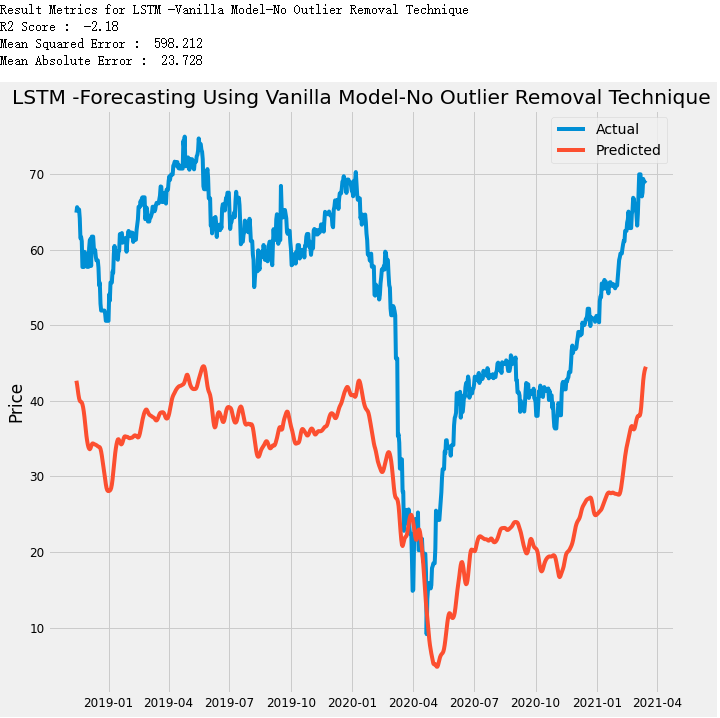 Result Metrics for LSTM -Vanilla Model-No Outlier Removal Technique
R2 Score :  -2.18
Mean Squared Error :  598.212
Mean Absolute Error :  23.728
LSTM -Forecasting Using Vanilla Model-No Outlier Removal Technique
Actual
Predicted
70
60
50
40
30
20
10
Price
2019-01 2019-04 2019-07 2019-10 2020-01 2020-04 2020-07 2020-10 2021-01 2021-04